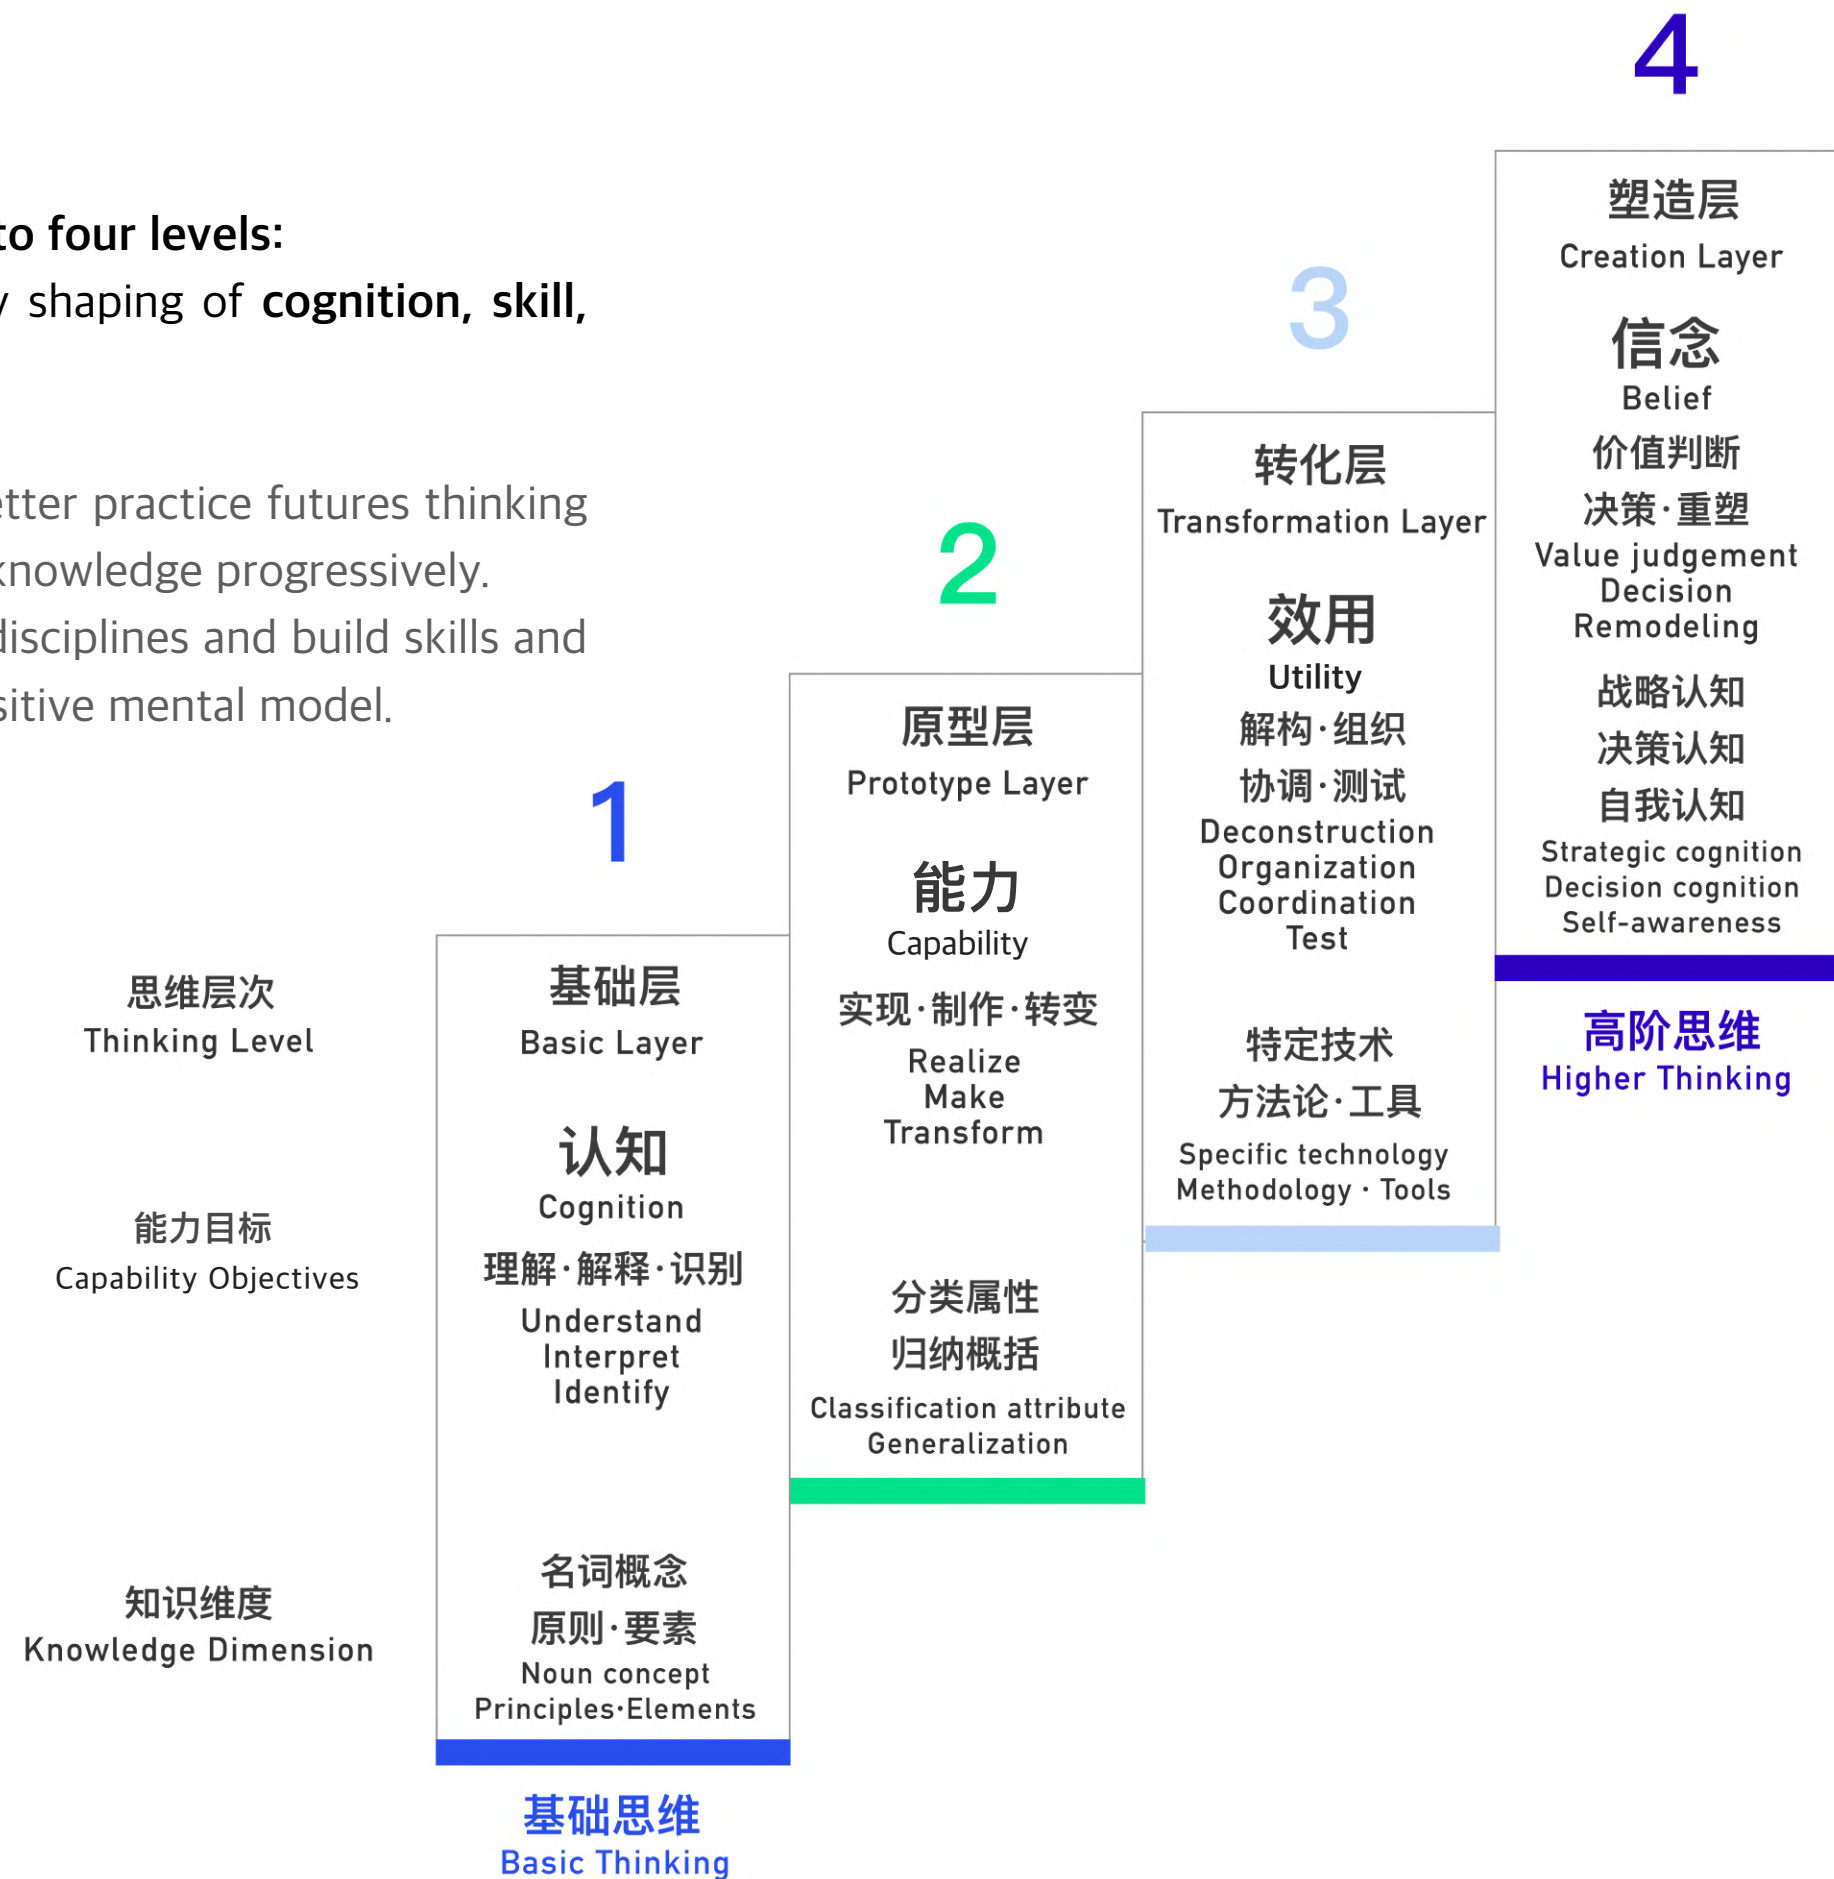 to four levels:
shaping of cognition, skill,
practice futures thinking
knowledge progressively.
disciplines and build skills and
mental model.
思维层次
Thinking Level
能力目标
Capability Objectives
知识维度
Knowledge Dimension
1
基础层
Basic Layer
认知
Cognition
理解·解释·识别
Understand
Interpret
Identify
名词概念
原则·要素
Noun concept
Principles·Elements
基础思维
Basic Thinking
2
原型层
Prototype Layer
能力
Capability
实现·制作·转变
Realize
Make
Transform
分类属性
归纳概括
Classification attribute
Generalization
3
转化层
Transformation Layer
效用
Utility
解构·组织
协调·测试
Deconstruction
Organization
Coordination
Test
特定技术
方法论·工具
Specific technology
Methodology · Tools
4
塑造层
Creation Layer
信念
Belief
价值判断
决策·重塑
Value judgement
Decision
Remodeling
战略认知
决策认知
自我认知
Strategic cognition
Decision cognition
Self-awareness
高阶思维
Higher Thinking